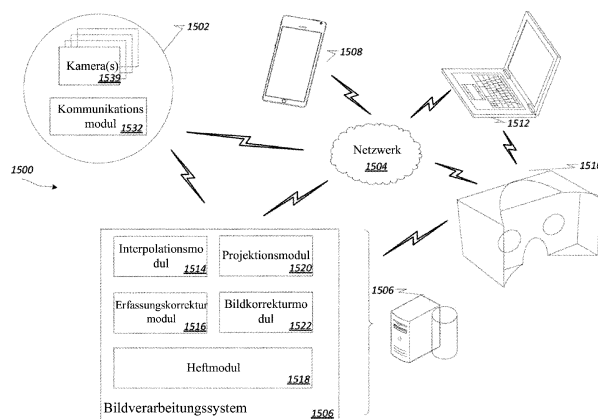 1502
Kamera(s)
1539
Kommunikations
modul 1532
1508
1512
Netzwerk
1504
1500
1510
Interpolationsmo
dul 1514
Projektionsmodul
1520
Erfassungskorrektur
modul 1516
Bildkorrekturmo
dul 1522
Heftmodul
1518
Bildverarbeitungssystem 1506
1506